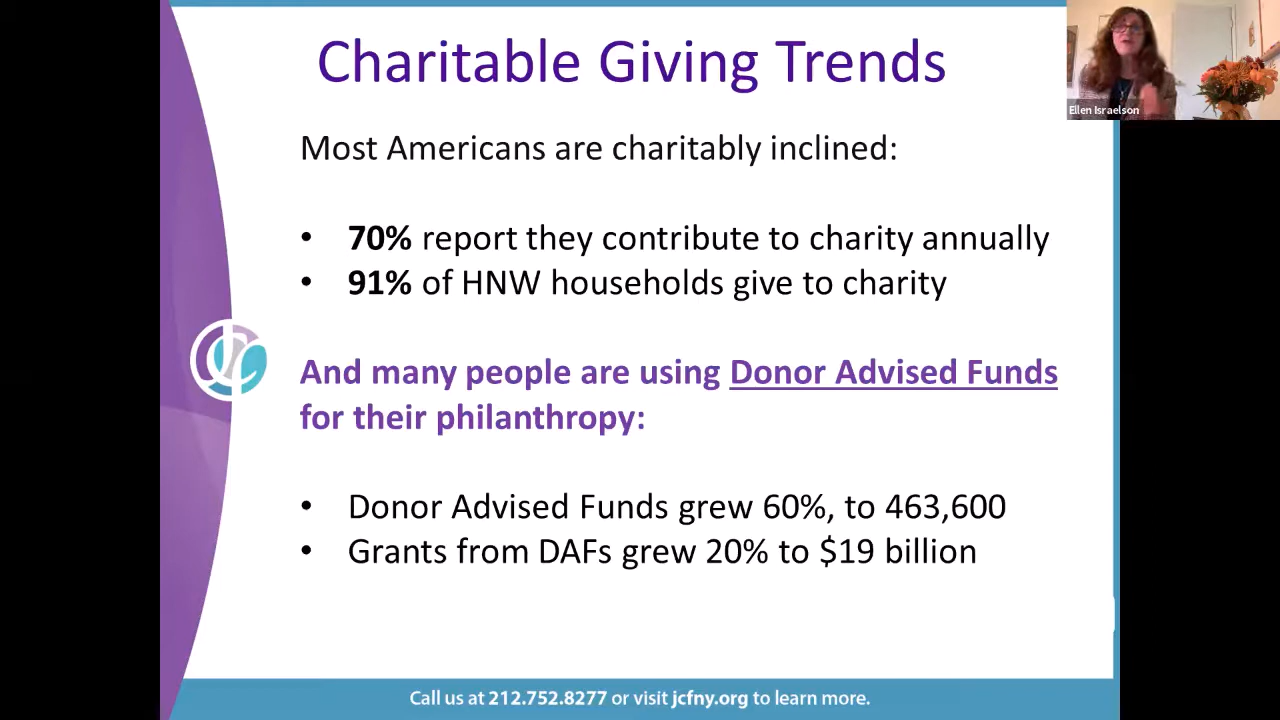 Charitable Giving Trends
Ellen Israelson
Most Americans are charitably inclined:
• 70% report they contribute to charity annually
• 91% of HNW households give to charity
And many people are using Donor Advised Funds
for their philanthropy:
• Donor Advised Funds grew 60%, to 463,600
• Grants from DAFs grew 20% to $19 billion
Call us at 212.752.8277 or visit jcfny.org to learn more.